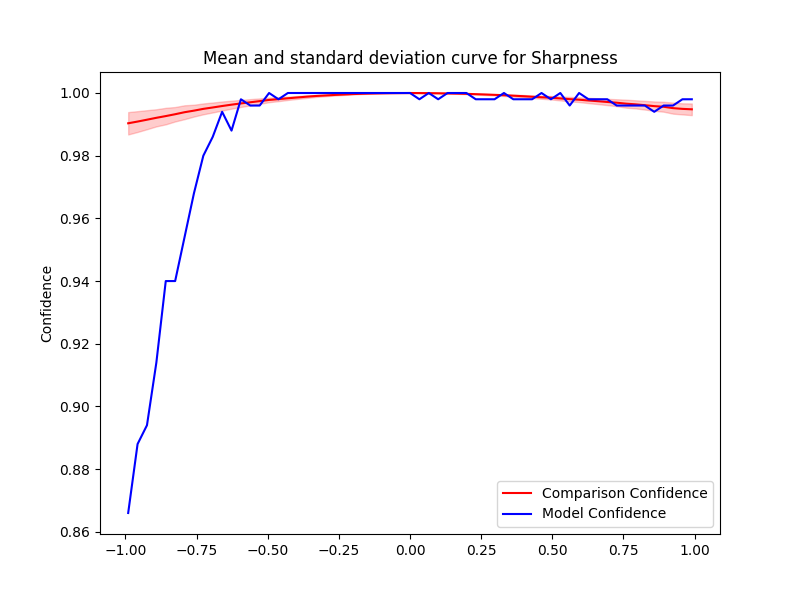 Mean and standard deviation curve for Sharpness
Confidence
1.00
0.98
0.96
0.94
0.92
0.90
0.88
0.86
−1.00 −0.75 −0.50 −0.25 0.00 0.25 0.50 0.75 1.00
Comparison Confidence
Model Confidence